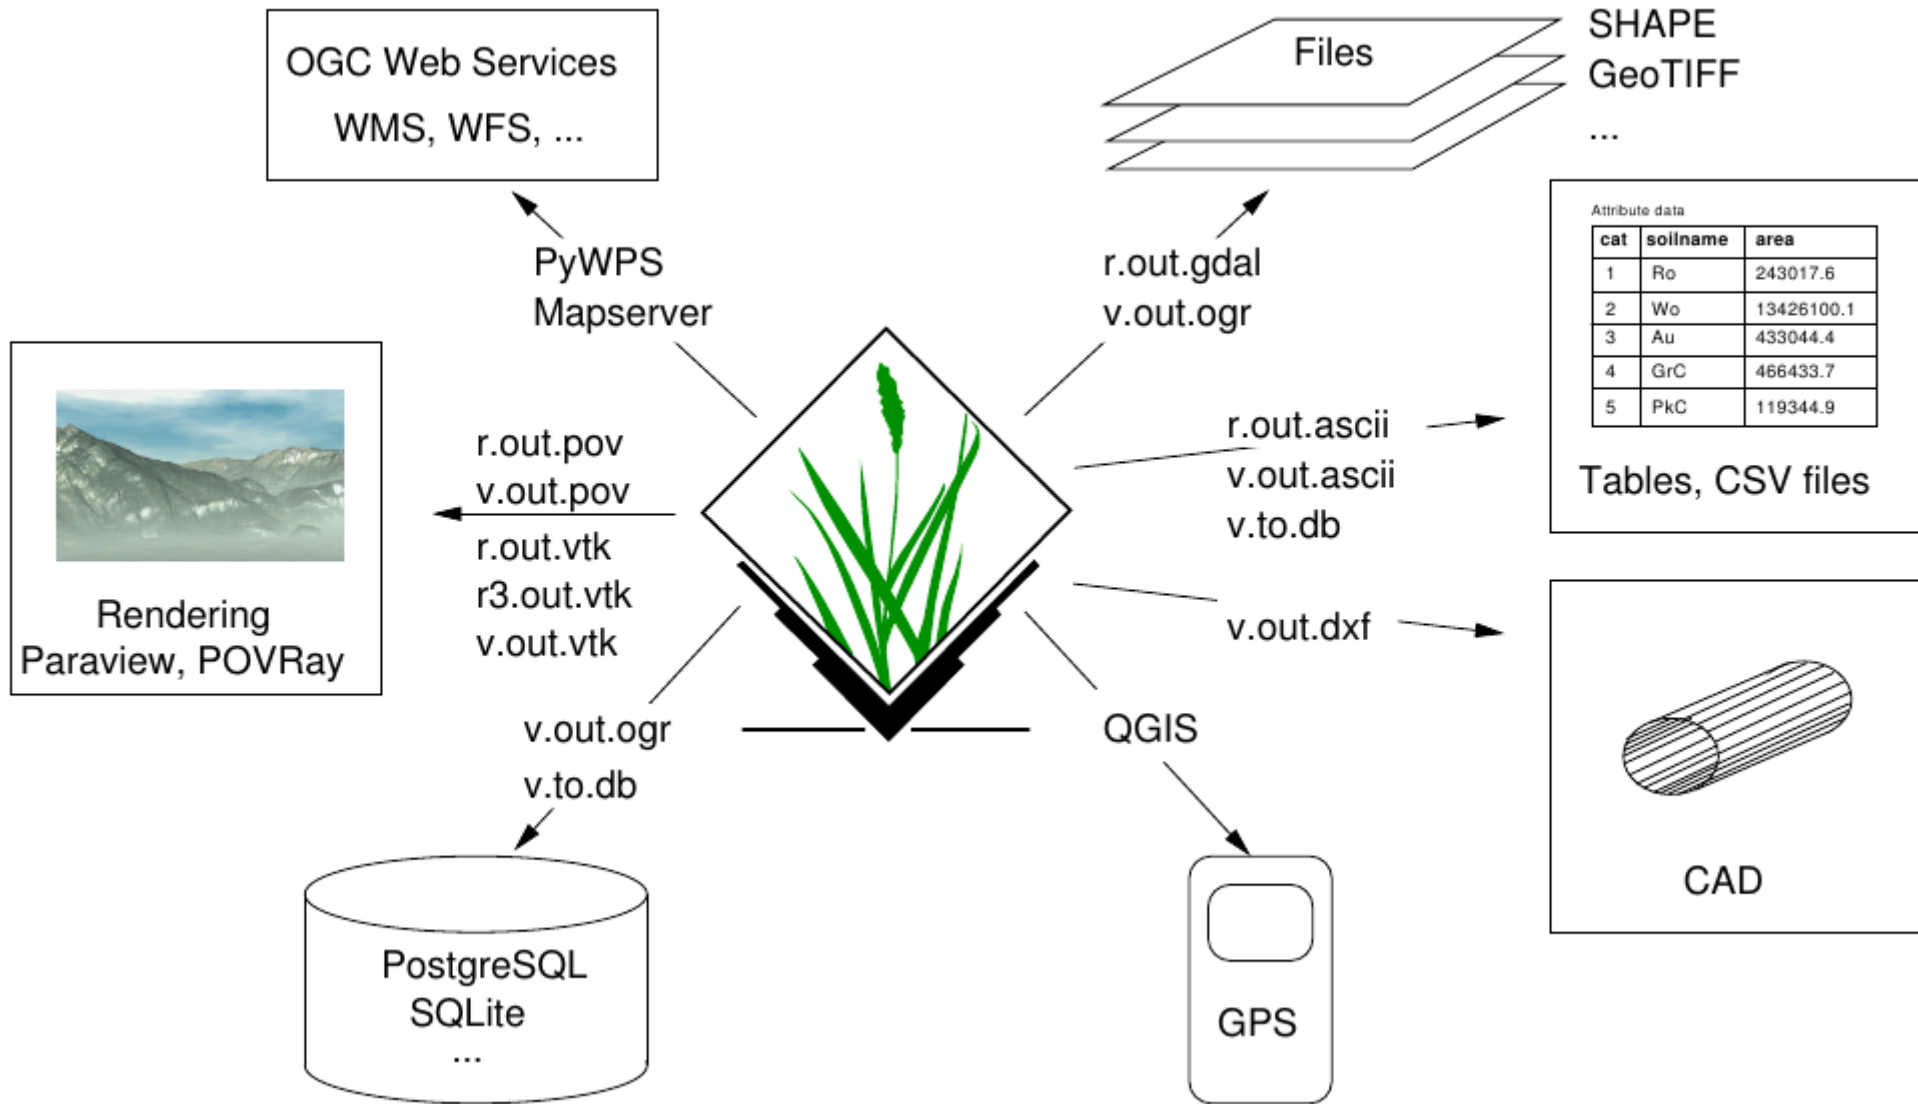 OGC Web Services
WMS, WFS, ...
Files
SHAPE
GeoTIFF
...
PyWPS
Mapserver
r.out.gdal
v.out.ogr
Attribute data
cat soilname area
1 Ro 243017.6
2 Wo 13426100.1
3 Au 433044.4
4 GrC 466433.7
5 PkC 119344.9
Tables, CSV files
r.out.pov
v.out.pov
r.out.vtk
r3.out.vtk
v.out.vtk
Rendering
Paraview, POVRay
r.out.ascii
v.out.ascii
v.to.db
v.out.dxf
CAD
v.out.ogr
v.to.db
QGIS
PostgreSQL
SQLite
...
GPS